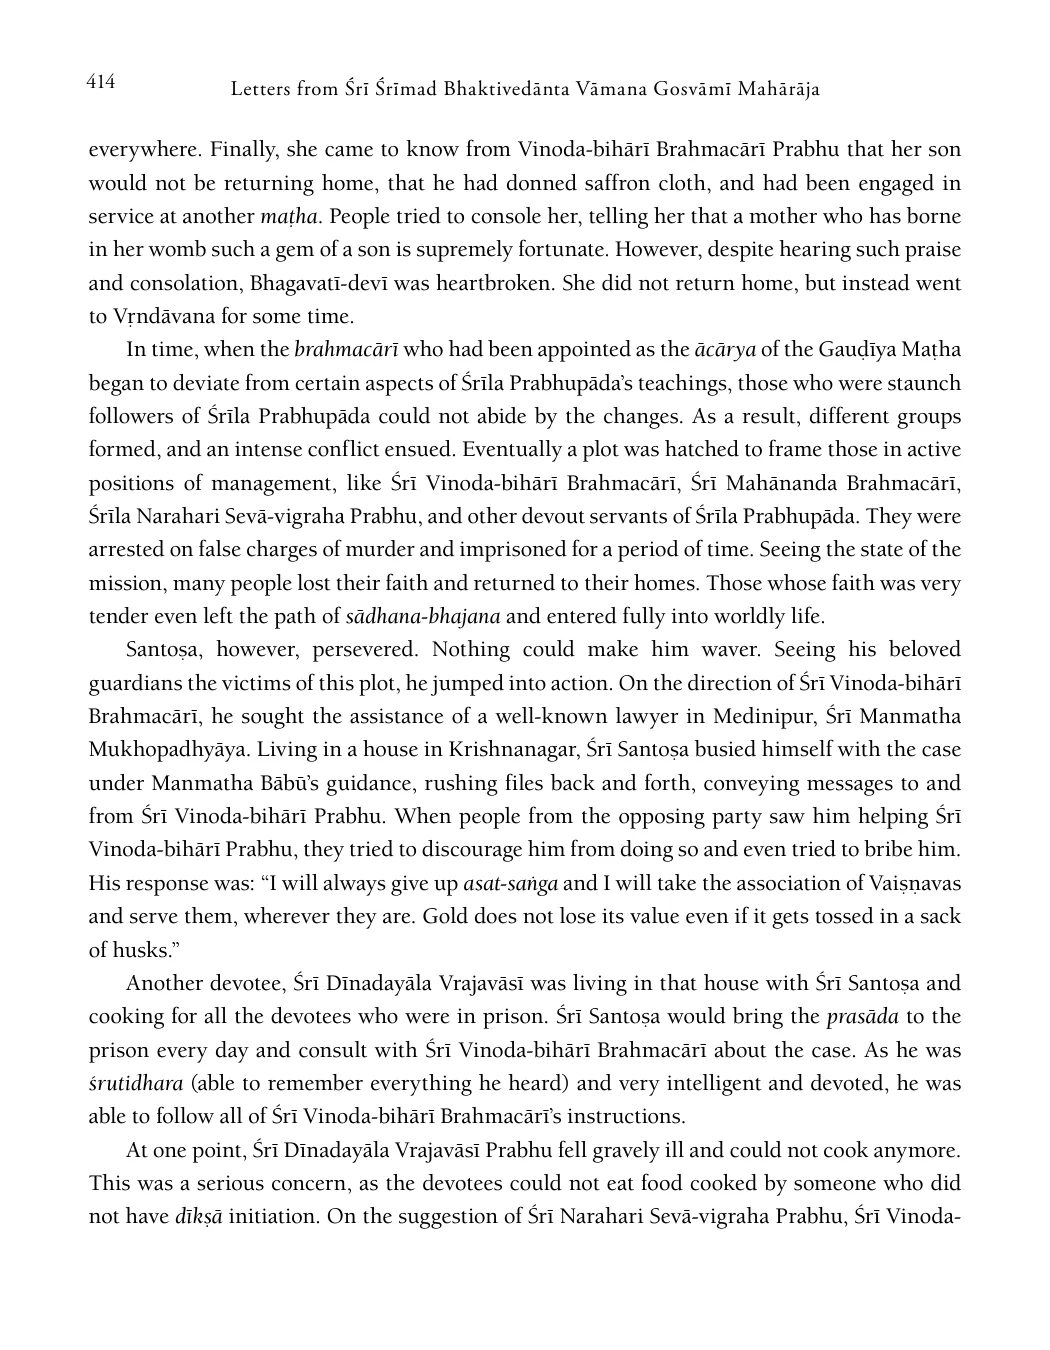 414
Letters from Śrī Śrīmad Bhaktivedānta Vāmana Gosvāmī Mahārāja
everywhere. Finally, she came to know from Vinoda-bihārī Brahmacārī Prabhu that her son
would not be returning home, that he had donned saffron cloth, and had been engaged in
service at another maṭha. People tried to console her, telling her that a mother who has borne
in her womb such a gem of a son is supremely fortunate. However, despite hearing such praise
and consolation, Bhagavatī-devī was heartbroken. She did not return home, but instead went
to Vṛndāvana for some time.
In time, when the brahmacārī who had been appointed as the ācārya of the Gauḍīya Maṭha
began to deviate from certain aspects of Śrīla Prabhupāda’s teachings, those who were staunch
followers of Śrīla Prabhupāda could not abide by the changes. As a result, different groups
formed, and an intense conflict ensued. Eventually a plot was hatched to frame those in active
positions of management, like Śrī Vinoda-bihārī Brahmacārī, Śrī Mahānanda Brahmacārī,
Śrīla Narahari Sevā-vigraha Prabhu, and other devout servants of Śrīla Prabhupāda. They were
arrested on false charges of murder and imprisoned for a period of time. Seeing the state of the
mission, many people lost their faith and returned to their homes. Those whose faith was very
tender even left the path of sādhana-bhajana and entered fully into worldly life.
Santoṣa, however, persevered. Nothing could make him waver. Seeing his beloved
guardians the victims of this plot, he jumped into action. On the direction of Śrī Vinoda-bihārī
Brahmacārī, he sought the assistance of a well-known lawyer in Medinipur, Śrī Manmatha
Mukhopadhyāya. Living in a house in Krishnanagar, Śrī Santoṣa busied himself with the case
under Manmatha Bābū’s guidance, rushing files back and forth, conveying messages to and
from Śrī Vinoda-bihārī Prabhu. When people from the opposing party saw him helping Śrī
Vinoda-bihārī Prabhu, they tried to discourage him from doing so and even tried to bribe him.
His response was: “I will always give up asat-saṅga and I will take the association of Vaiṣṇavas
and serve them, wherever they are. Gold does not lose its value even if it gets tossed in a sack
of husks.”
Another devotee, Śrī Dīnadayāla Vrajavāsī was living in that house with Śrī Santoṣa and
cooking for all the devotees who were in prison. Śrī Santoṣa would bring the prasāda to the
prison every day and consult with Śrī Vinoda-bihārī Brahmacārī about the case. As he was
śrutidhara (able to remember everything he heard) and very intelligent and devoted, he was
able to follow all of Śrī Vinoda-bihārī Brahmacārī’s instructions.
At one point, Śrī Dīnadayāla Vrajavāsī Prabhu fell gravely ill and could not cook anymore.
This was a serious concern, as the devotees could not eat food cooked by someone who did
not have dīkṣā initiation. On the suggestion of Śrī Narahari Sevā-vigraha Prabhu, Śrī Vinoda-